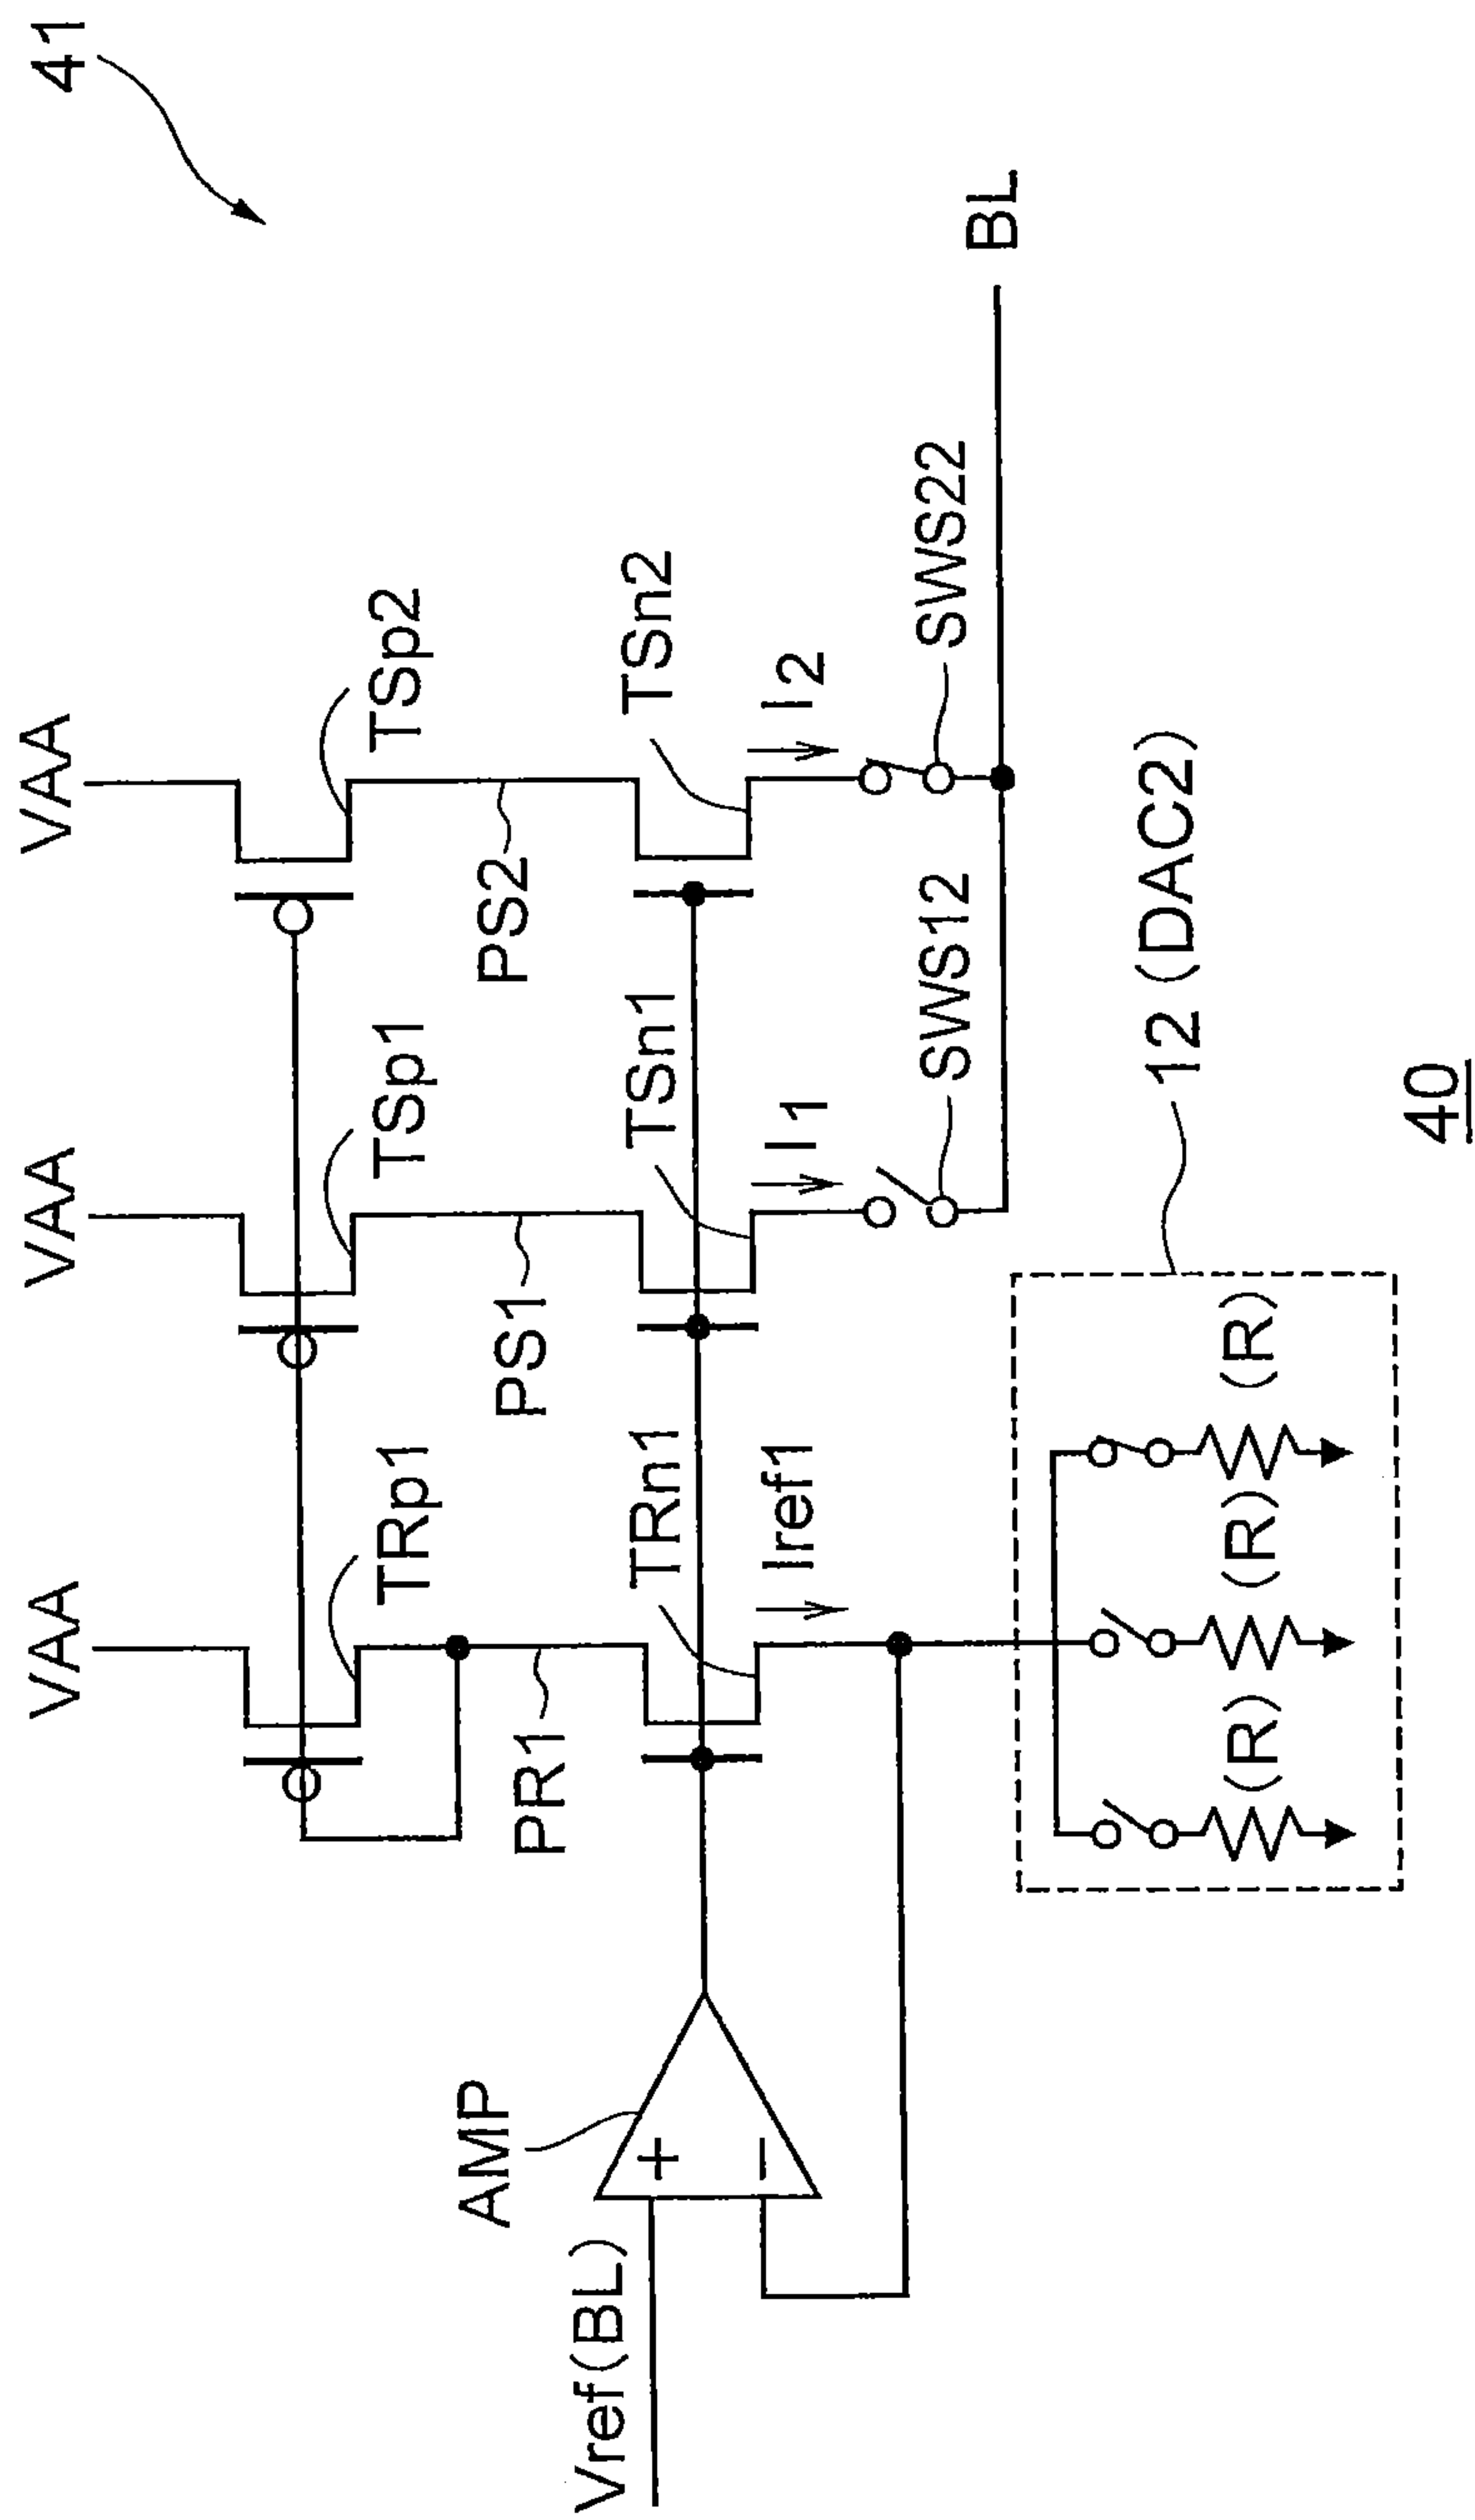 41
VAA
VAA
VAA
TRp1
TSp1
TSp2
PR1
PS1
PS2
AMP
TRn1
TSn1
TSn2
Vref(BL)
+
−
Iref1
I1
I2
SWS12
SWS22
BL
12 (DAC2)
(R)
(R)
(R)
40